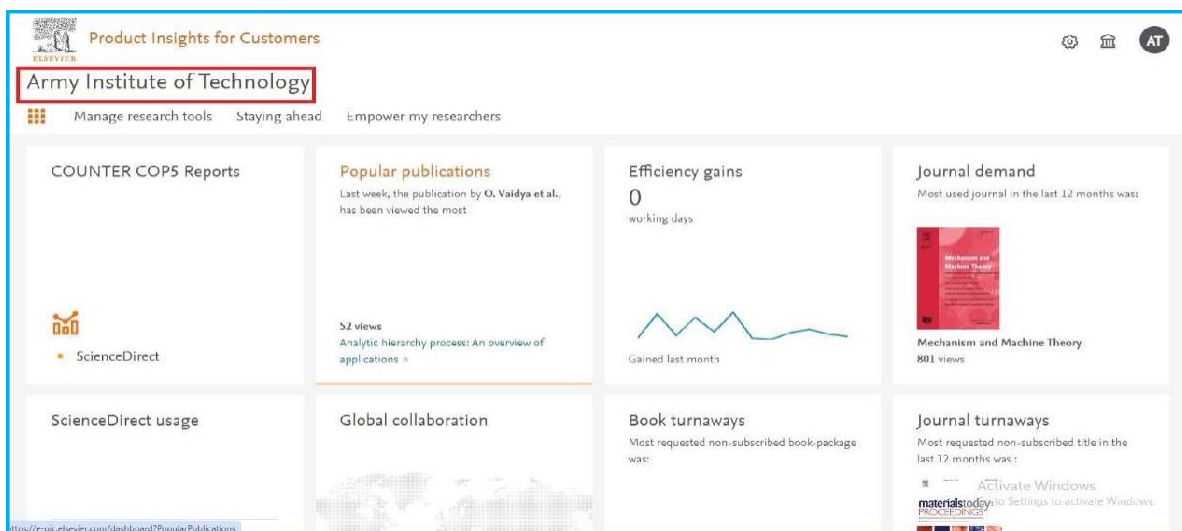 ELSEVIER
Product Insights for Customers
AT
Army Institute of Technology
Manage research tools
Staying ahead
Empower my researchers
COUNTER COP5 Reports
ScienceDirect
Popular publications
Last week, the publication by O. Vaidya et al.,
has been viewed the most
52 views
Analytic hierarchy process: An overview of
applications »
Efficiency gains
0
working days
Gained last month
Journal demand
Most used journal in the last 12 months was:
Mechanism and
Machine Theory
Mechanism and Machine Theory
801 views
ScienceDirect usage
Global collaboration
Book turnaways
Most requested non-subscribed book-package
was:
Journal turnaways
Most requested non-subscribed title in the
last 12 months was :
materialstoday:
PROCEEDINGS
Activate Windows
Go to Settings to activate Windows.